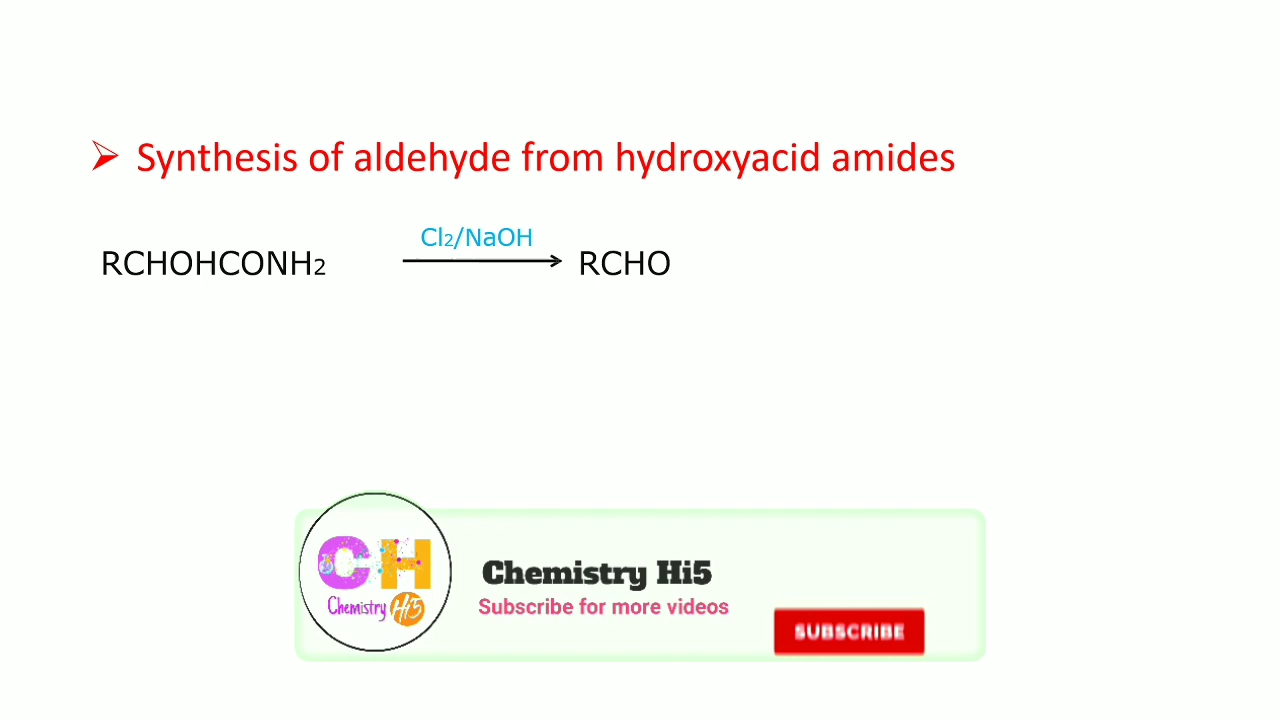 ➢ Synthesis of aldehyde from hydroxyacid amides
Cl₂/NaOH
RCHOHCONH₂ → RCHO
CH
Chemistry Hi5
Chemistry Hi5
Subscribe for more videos
SUBSCRIBE